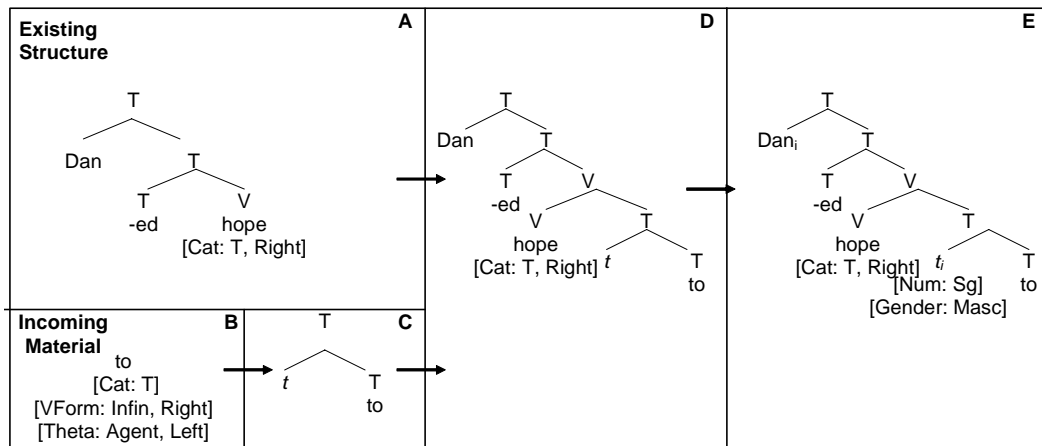 Existing
Structure
A
T
Dan T
T V
-ed hope
[Cat: T, Right]
Incoming
Material
B
to
[Cat: T]
[VForm: Infin, Right]
[Theta: Agent, Left]
C
T
t T
to
D
T
Dan T
T V
-ed V T
hope
[Cat: T, Right] t T
to
E
T
Danᵢ T
T V
-ed V T
hope
[Cat: T, Right] tᵢ T
[Num: Sg] to
[Gender: Masc]